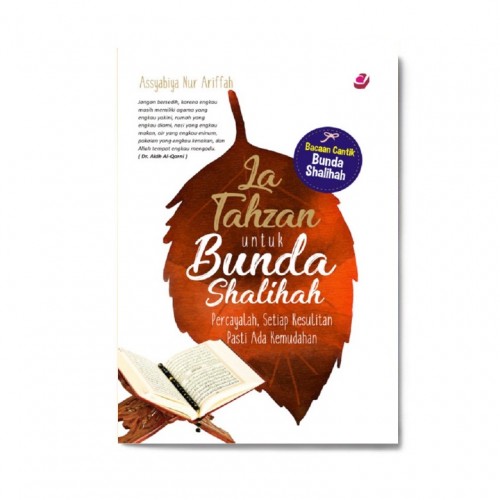 Assyabiya Nur Ariffah
Jangan bersedih, karena engkau
masih memiliki agama yang
engkau yakini, rumah yang
engkau diami, nasi yang engkau
makan, air yang engkau minum,
pakaian yang engkau kenakan, dan
Allah tempat engkau mengadu.
( Dr. Aidh Al-Qarni )
Bacaan Cantik
Bunda
Shalihah
La
Tahzan
untuk
Bunda
Shalihah
Percayalah, Setiap Kesulitan
Pasti Ada Kemudahan